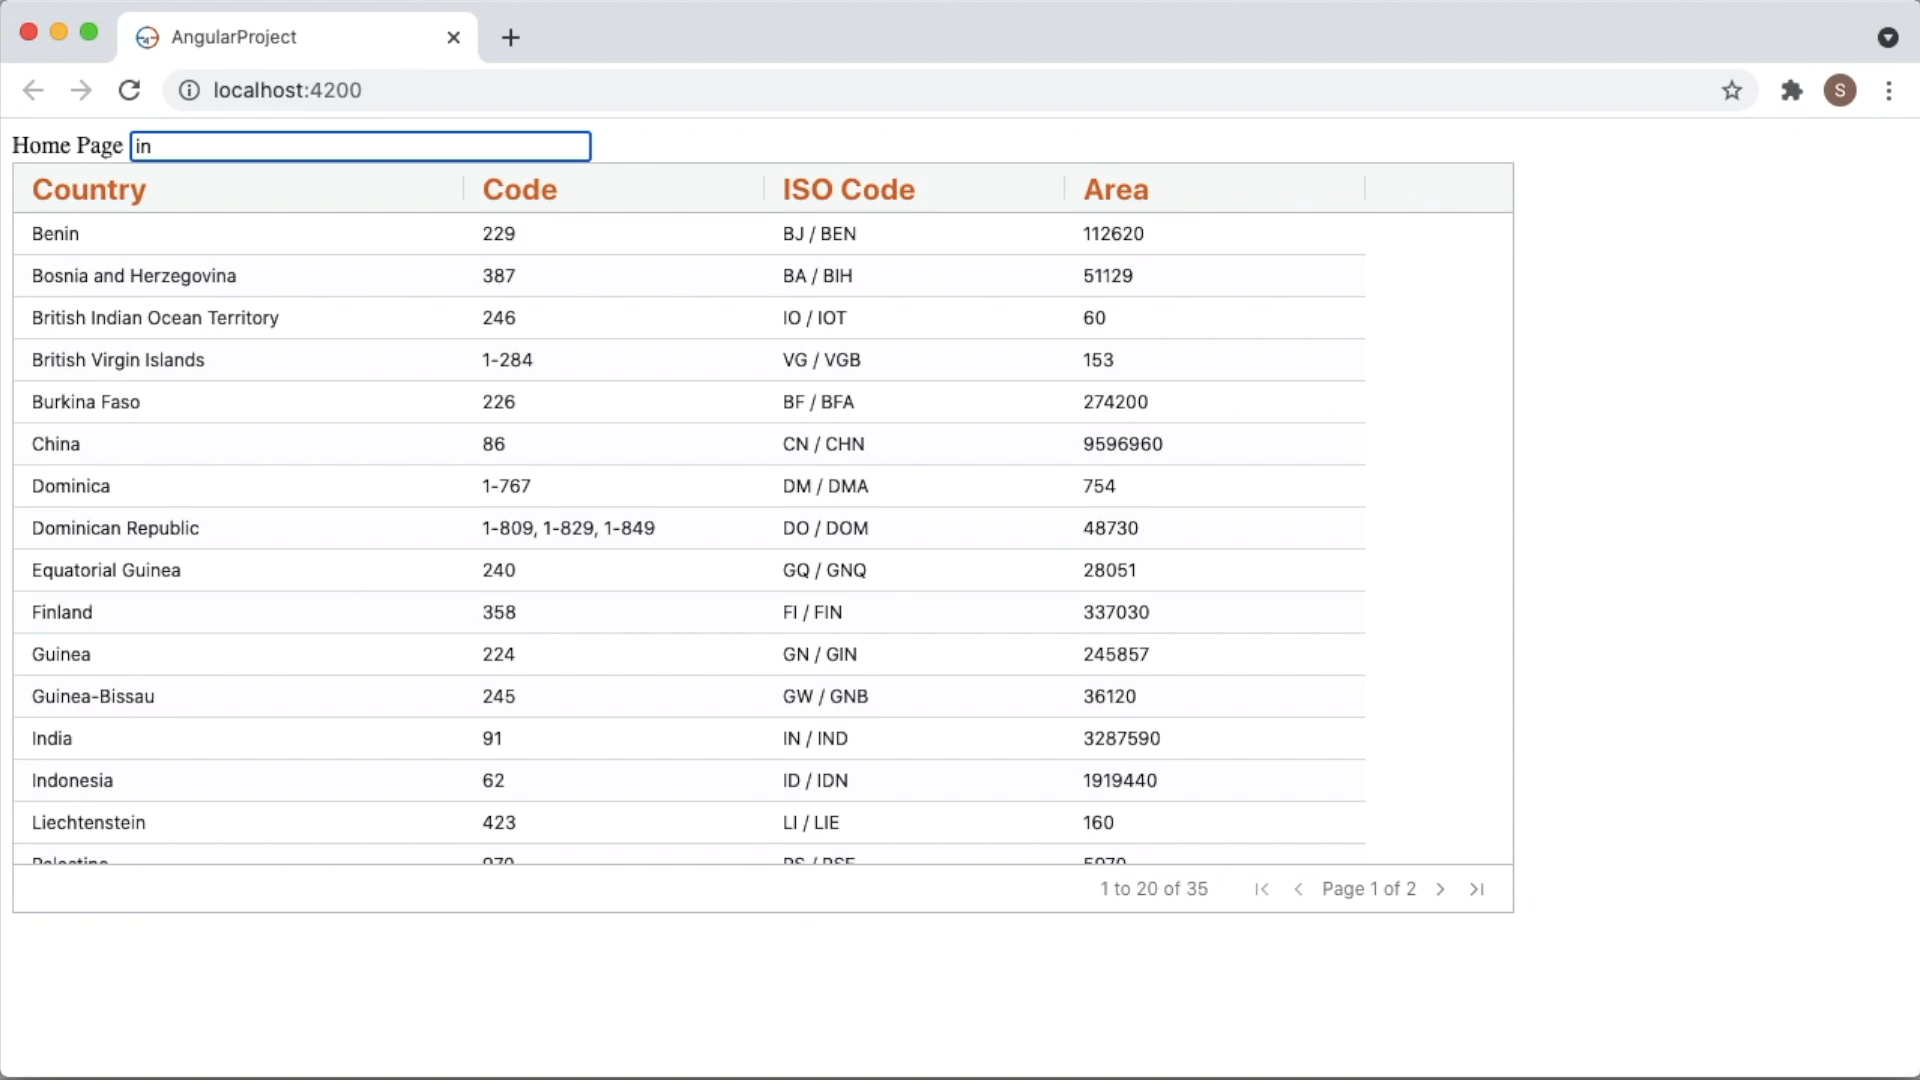 AngularProject
localhost:4200
S
Home Page in
Country Code ISO Code Area
Benin 229 BJ / BEN 112620
Bosnia and Herzegovina 387 BA / BIH 51129
British Indian Ocean Territory 246 IO / IOT 60
British Virgin Islands 1-284 VG / VGB 153
Burkina Faso 226 BF / BFA 274200
China 86 CN / CHN 9596960
Dominica 1-767 DM / DMA 754
Dominican Republic 1-809, 1-829, 1-849 DO / DOM 48730
Equatorial Guinea 240 GQ / GNQ 28051
Finland 358 FI / FIN 337030
Guinea 224 GN / GIN 245857
Guinea-Bissau 245 GW / GNB 36120
India 91 IN / IND 3287590
Indonesia 62 ID / IDN 1919440
Liechtenstein 423 LI / LIE 160
Palestine 970 PS / PSE 5970
1 to 20 of 35 Page 1 of 2